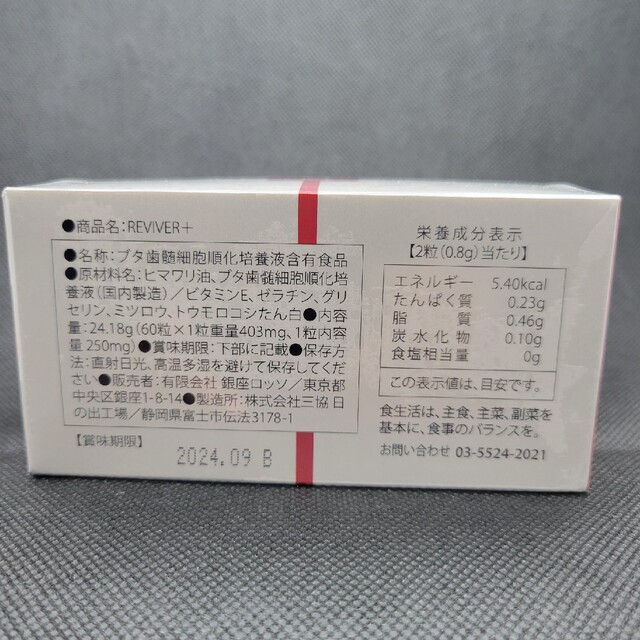 ●商品名:REVIVER+
●名称:ブタ歯髄細胞順化培養液含有食品
●原材料名:ヒマワリ油、ブタ歯髄細胞順化培
養液(国内製造)/ビタミンE、ゼラチン、グリ
セリン、ミツロウ、トウモロコシたん白●内容
量:24.18g(60粒×1粒重量403mg、1粒内容
量250mg)●賞味期限:下部に記載●保存方
法:直射日光、高温多湿を避けて保存してくだ
さい●販売者:有限会社 銀座ロッソ/東京都
中央区銀座1-8-14●製造所:株式会社三協 日
の出工場/静岡県富士市伝法3178-1
【賞味期限】
2024.09 B
栄養成分表示
【2粒(0.8g)当たり】
エネルギー 5.40kcal
たんぱく質 0.23g
脂質 0.46g
炭水化物 0.10g
食塩相当量 0g
この表示値は、目安です。
食生活は、主食、主菜、副菜を
基本に、食事のバランスを。
お問い合わせ 03-5524-2021